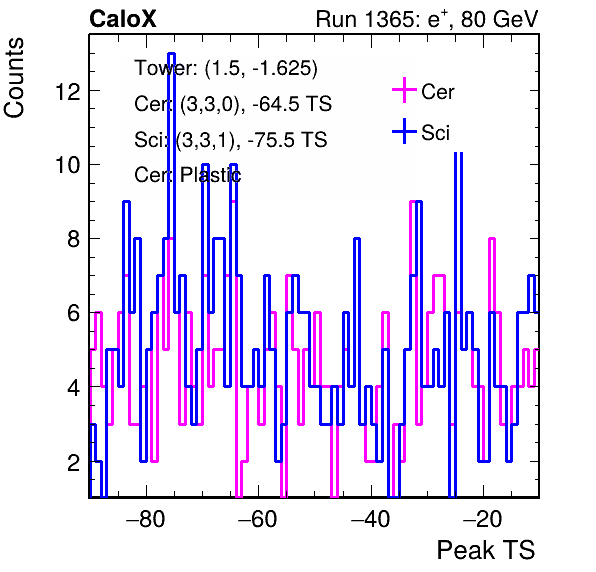 CaloX Run 1365: e⁺, 80 GeV
Counts
Tower: (1.5, -1.625)
Cer: (3,3,0), -64.5 TS
Sci: (3,3,1), -75.5 TS
Cer: Plastic
Cer
Sci
12
10
8
6
4
2
−80 −60 −40 −20
Peak TS